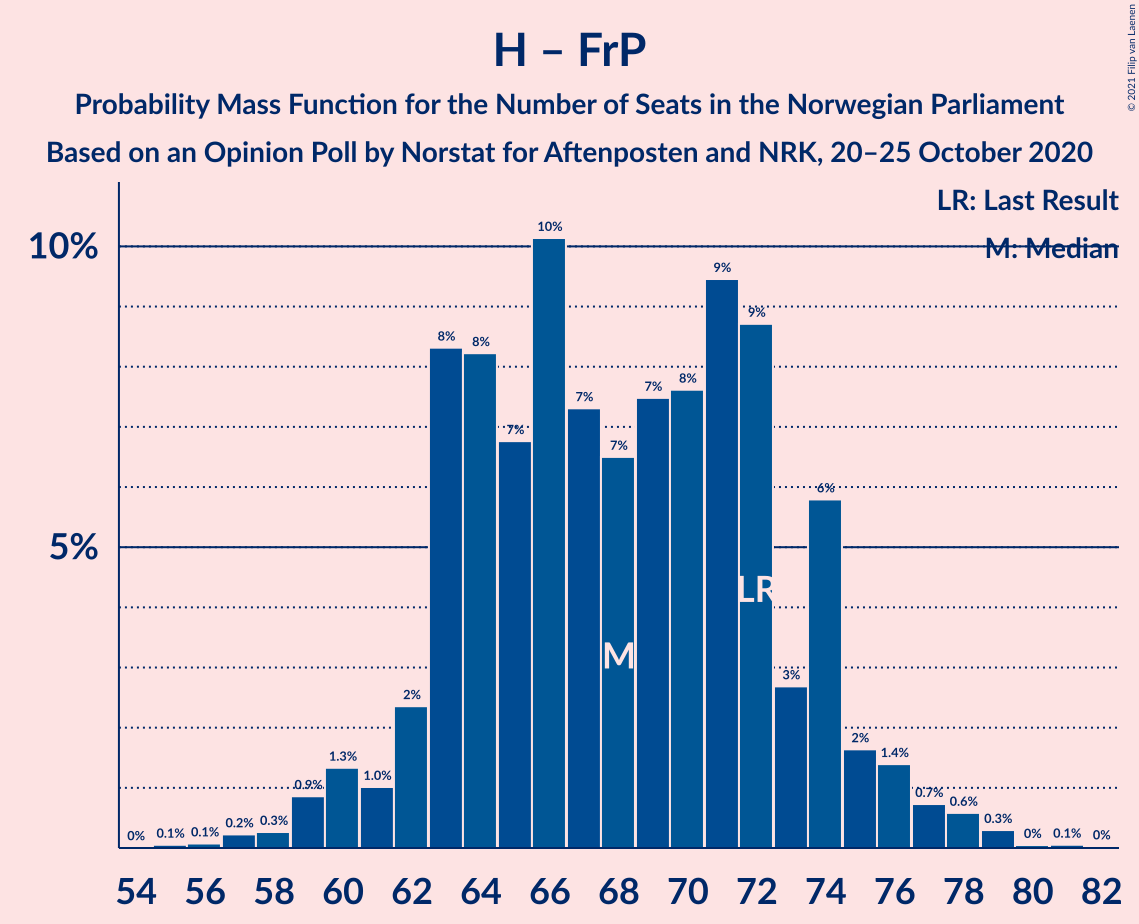 H – FrP
Probability Mass Function for the Number of Seats in the Norwegian Parliament
Based on an Opinion Poll by Norstat for Aftenposten and NRK, 20–25 October 2020
© 2021 Filip van Laenen
LR: Last Result
M: Median
10%
5%
0% 0.1% 0.1% 0.2% 0.3% 0.9% 1.3% 1.0% 2% 8% 8% 7% 10% 7% 7% 7% 8% 9% 9% 3% 6% 2% 1.4% 0.7% 0.6% 0.3% 0% 0.1% 0%
LR
M
54 56 58 60 62 64 66 68 70 72 74 76 78 80 82